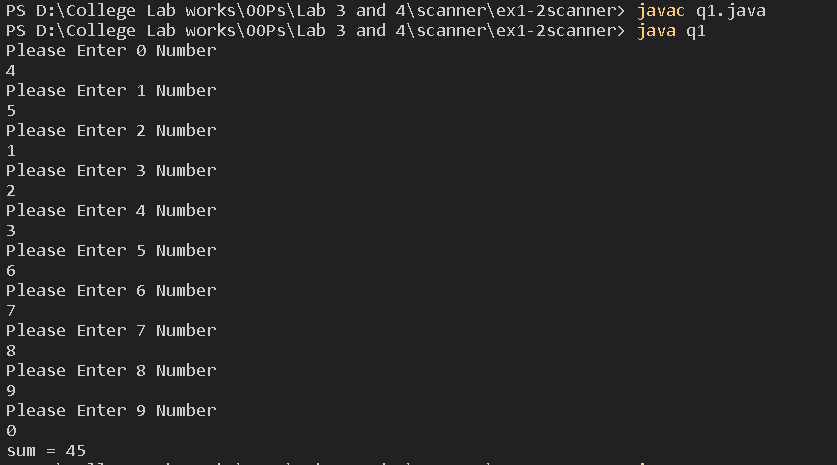 PS D:\College Lab works\OOPs\Lab 3 and 4\scanner\ex1-2scanner> javac q1.java
PS D:\College Lab works\OOPs\Lab 3 and 4\scanner\ex1-2scanner> java q1
Please Enter 0 Number
4
Please Enter 1 Number
5
Please Enter 2 Number
1
Please Enter 3 Number
2
Please Enter 4 Number
3
Please Enter 5 Number
6
Please Enter 6 Number
7
Please Enter 7 Number
8
Please Enter 8 Number
9
Please Enter 9 Number
0
sum = 45